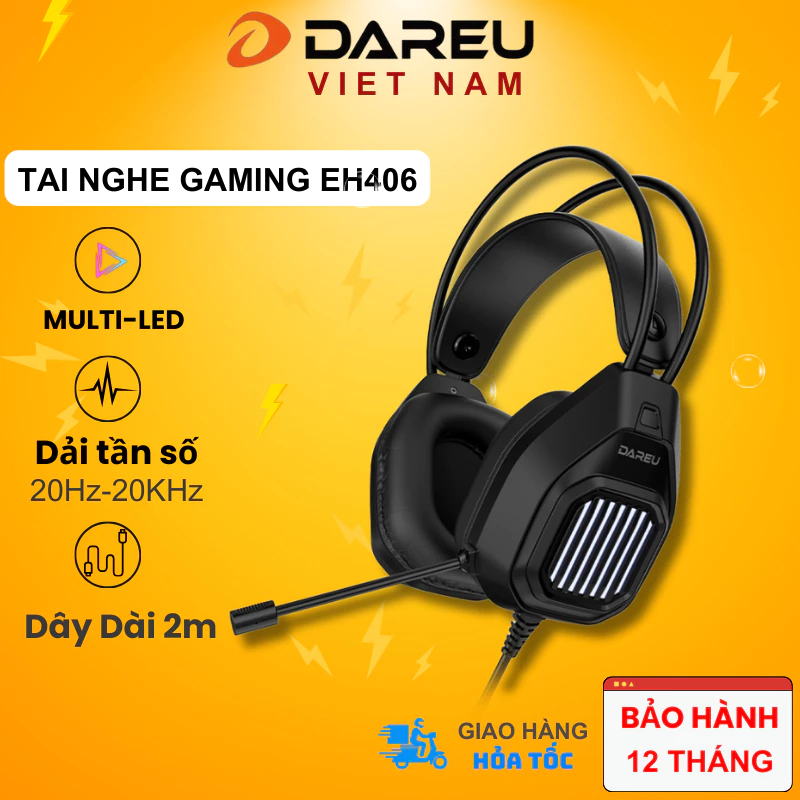 DAREU
VIET NAM
TAI NGHE GAMING EH406
MULTI-LED
Dải tần số
20Hz-20KHz
Dây Dài 2m
DAREU
GIAO HÀNG
HỎA TỐC
BẢO HÀNH
12 THÁNG